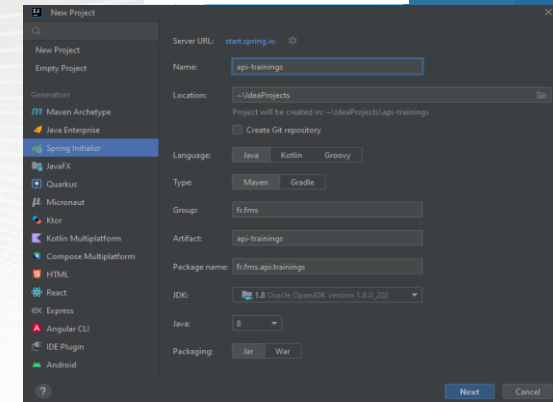 New Project
New Project
Empty Project
Generators
Maven Archetype
Java Enterprise
Spring Initializr
JavaFX
Quarkus
Micronaut
Ktor
Kotlin Multiplatform
Compose Multiplatform
HTML
React
Express
Angular CLI
IDE Plugin
Android
Server URL: start.spring.io
Name: api-trainings
Location: ~\IdeaProjects
Project will be created in: ~\IdeaProjects\api-trainings
Create Git repository
Language: Java Kotlin Groovy
Type: Maven Gradle
Group: fr.fms
Artifact: api-trainings
Package name: fr.fms.api.trainings
JDK: 1.8 Oracle OpenJDK version 1.8.0_202
Java: 8
Packaging: Jar War
? Next Cancel